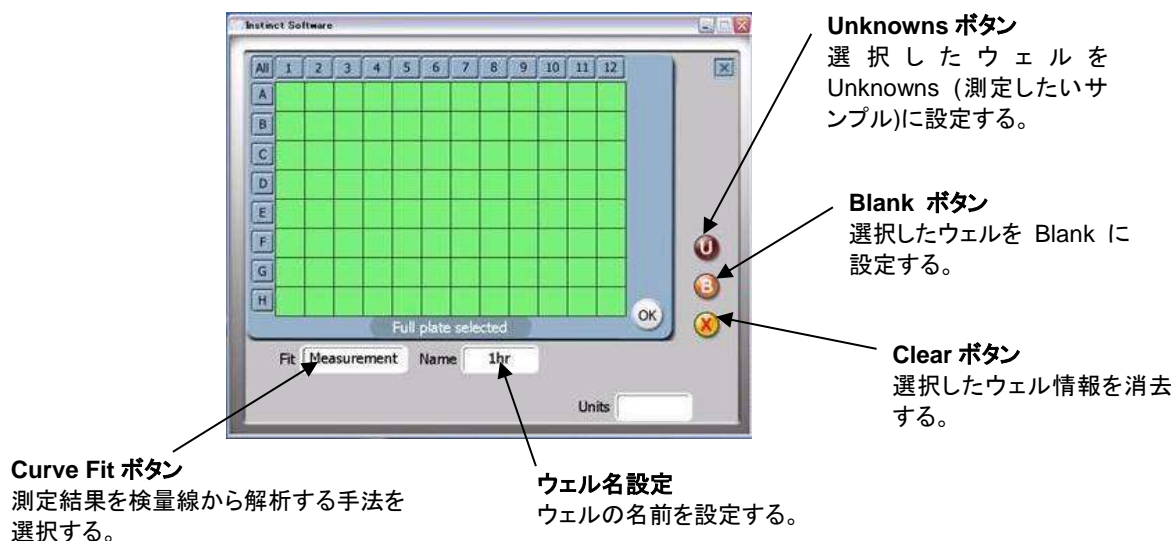 Instinct Software
All 1 2 3 4 5 6 7 8 9 10 11 12
A
B
C
D
E
F
G
H
OK
Full plate selected
Fit Measurement Name 1hr
Units
U
B
X
Unknowns ボタン
選択したウェルを
Unknowns (測定したいサ
ンプル)に設定する。
Blank ボタン
選択したウェルを Blank に
設定する。
Clear ボタン
選択したウェル情報を消去
する。
Curve Fit ボタン
測定結果を検量線から解析する手法を
選択する。
ウェル名設定
ウェルの名前を設定する。